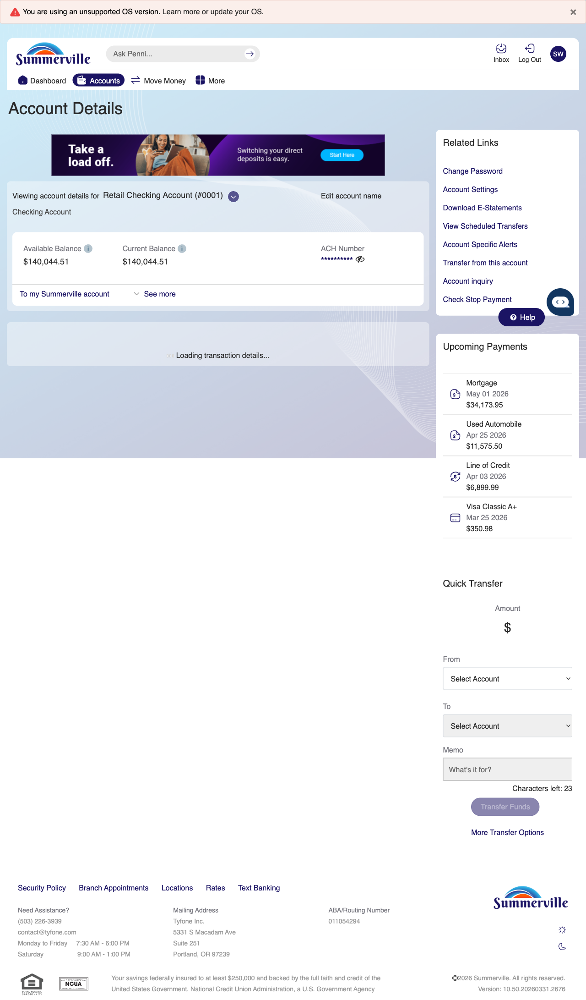 You are using an unsupported OS version. Learn more or update your OS.
Summerville
Ask Penni...
Inbox
Log Out
SW
Dashboard
Accounts
Move Money
More
Account Details
Take a
load off.
Switching your direct
deposits is easy.
Start Here
Viewing account details for Retail Checking Account (#0001)
Edit account name
Checking Account
Available Balance
Current Balance
ACH Number
$140,044.51
$140,044.51
**********
To my Summerville account
See more
Loading transaction details...
Related Links
Change Password
Account Settings
Download E-Statements
View Scheduled Transfers
Account Specific Alerts
Transfer from this account
Account inquiry
Check Stop Payment
Help
Upcoming Payments
Mortgage
May 01 2026
$34,173.95
Used Automobile
Apr 25 2026
$11,575.50
Line of Credit
Apr 03 2026
$6,899.99
Visa Classic A+
Mar 25 2026
$350.98
Quick Transfer
Amount
$
From
Select Account
To
Select Account
Memo
What's it for?
Characters left: 23
Transfer Funds
More Transfer Options
Security Policy
Branch Appointments
Locations
Rates
Text Banking
Summerville
Need Assistance?
(503) 226-3939
contact@tyfone.com
Monday to Friday 7:30 AM - 6:00 PM
Saturday 9:00 AM - 1:00 PM
Mailing Address
Tyfone Inc.
5331 S Macadam Ave
Suite 251
Portland, OR 97239
ABA/Routing Number
011054294
EQUAL HOUSING
OPPORTUNITY
NCUA
Your savings federally insured to at least $250,000 and backed by the full faith and credit of the
United States Government. National Credit Union Administration, a U.S. Government Agency
©2026 Summerville. All rights reserved.
Version: 10.50.20260331.2676